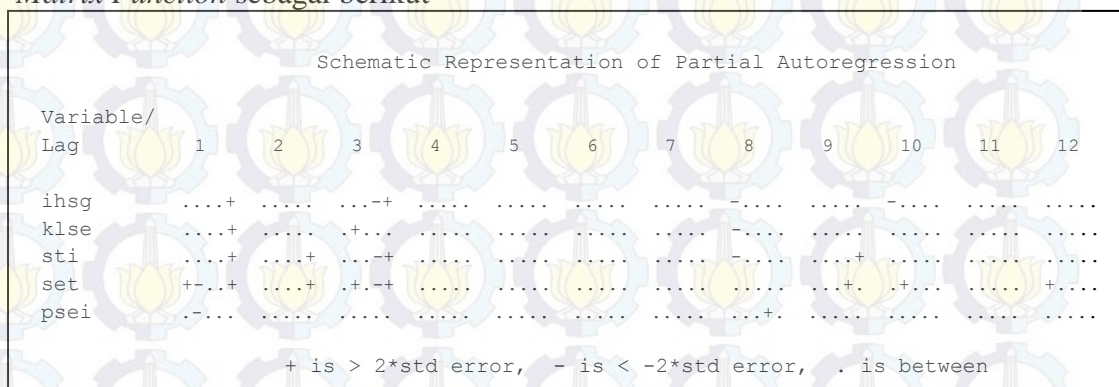 Matrix Function sebagai berikut
Schematic Representation of Partial Autoregression
Variable/
Lag 1 2 3 4 5 6 7 8 9 10 11 12
ihsg ....+ ..... ...-+ ..... ..... ..... ..... -.... ..... -.... ..... .....
klse ....+ ..... .+... ..... ..... ..... ..... -.... ..... ..... ..... .....
sti ....+ ....+ ...-+ ..... ..... ..... ..... -.... ....+ ..... ..... .....
set +-..+ ....+ .+.-+ ..... ..... ..... ..... ..... ...+. .+... ..... +....
psei .-... ..... ..... ..... ..... ..... ..... ...+. ..... ..... ..... .....
+ is > 2*std error, - is < -2*std error, . is between